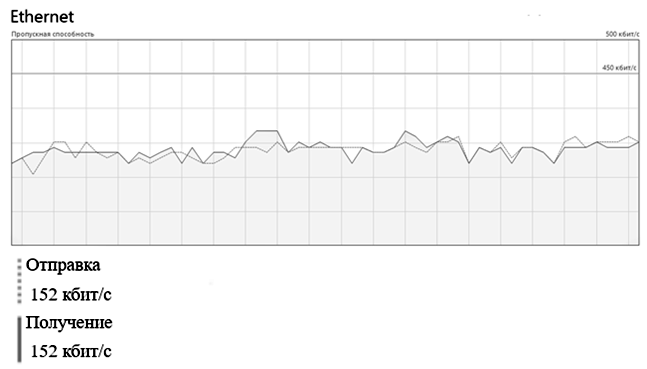 Ethernet
Пропускная способность 500 кбит/с
450 кбит/с
Отправка
152 кбит/с
Получение
152 кбит/с